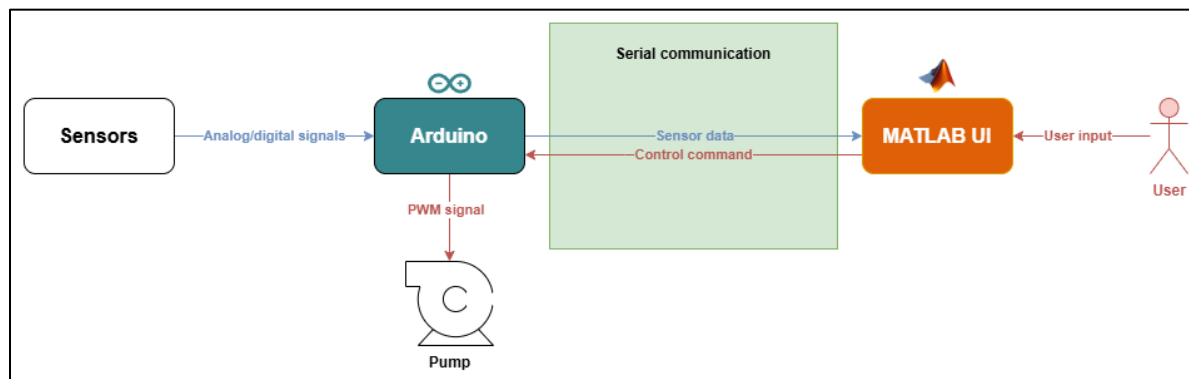 Serial communication
Sensors
Analog/digital signals
Arduino
Sensor data
Control command
MATLAB UI
User input
User
PWM signal
Pump